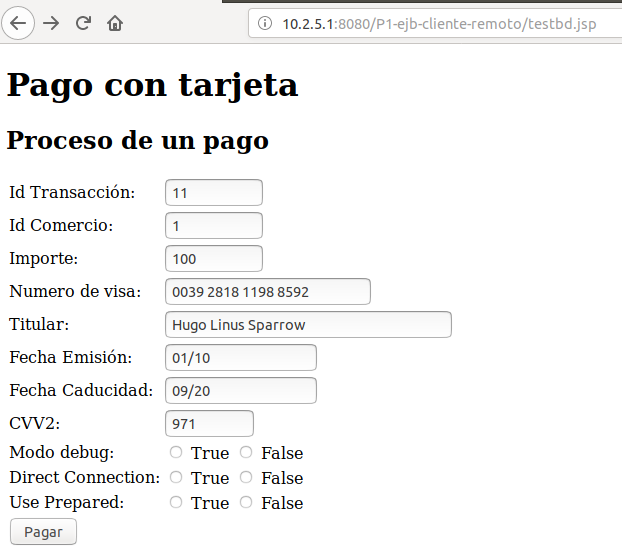 10.2.5.1:8080/P1-ejb-cliente-remoto/testbd.jsp
Pago con tarjeta
Proceso de un pago
Id Transacción: 11
Id Comercio: 1
Importe: 100
Numero de visa: 0039 2818 1198 8592
Titular: Hugo Linus Sparrow
Fecha Emisión: 01/10
Fecha Caducidad: 09/20
CVV2: 971
Modo debug: True False
Direct Connection: True False
Use Prepared: True False
Pagar